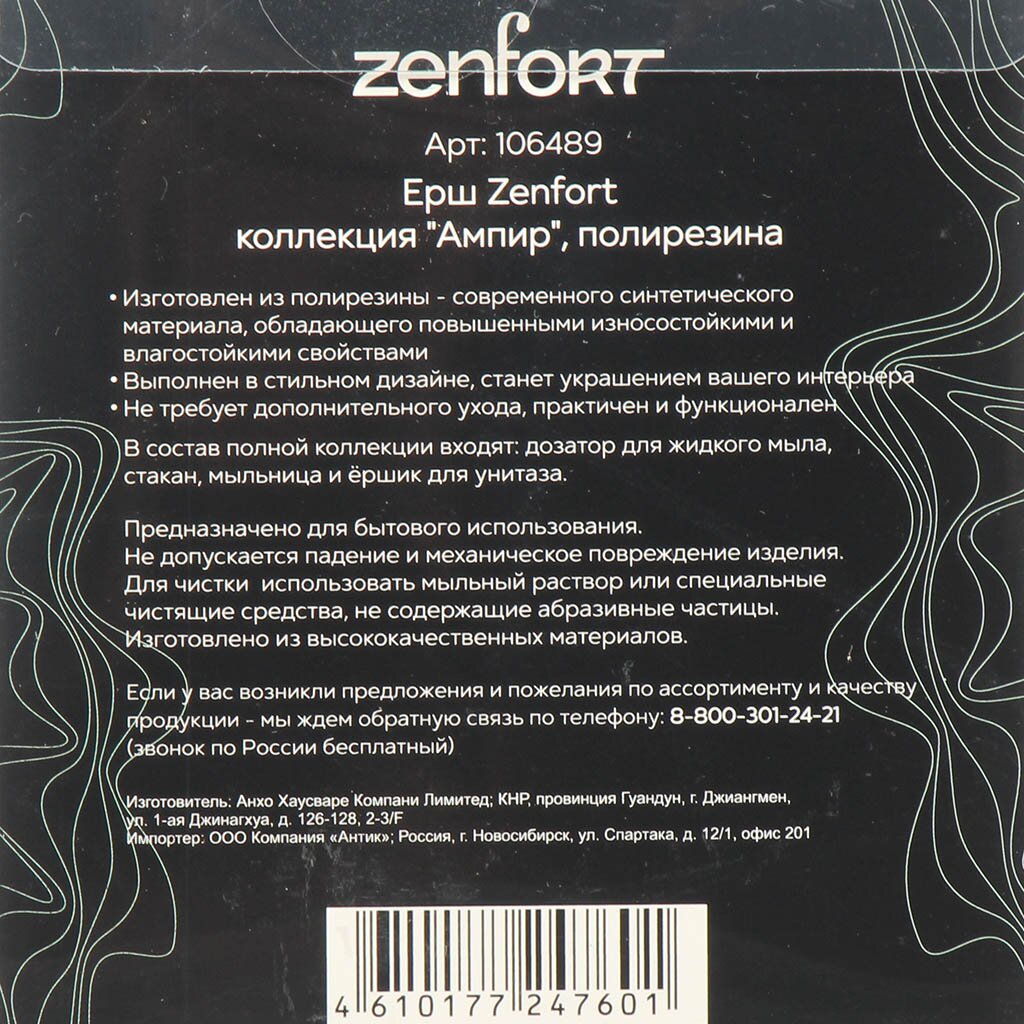 zenfort
Арт: 106489
Ерш Zenfort
коллекция "Ампир", полирезина
• Изготовлен из полирезины - современного синтетического
материала, обладающего повышенными износостойкими и
влагостойкими свойствами
• Выполнен в стильном дизайне, станет украшением вашего интерьера
• Не требует дополнительного ухода, практичен и функционален
В состав полной коллекции входят: дозатор для жидкого мыла,
стакан, мыльница и ёршик для унитаза.
Предназначено для бытового использования.
Не допускается падение и механическое повреждение изделия.
Для чистки использовать мыльный раствор или специальные
чистящие средства, не содержащие абразивные частицы.
Изготовлено из высококачественных материалов.
Если у вас возникли предложения и пожелания по ассортименту и качеству
продукции - мы ждем обратную связь по телефону: 8-800-301-24-21
(звонок по России бесплатный)
Изготовитель: Анхо Хаусваре Компани Лимитед; КНР, провинция Гуандун, г. Джиангмен,
ул. 1-ая Джинагхуа, д. 126-128, 2-3/F
Импортер: ООО Компания «Антик»; Россия, г. Новосибирск, ул. Спартака, д. 12/1, офис 201
4 610177 247601